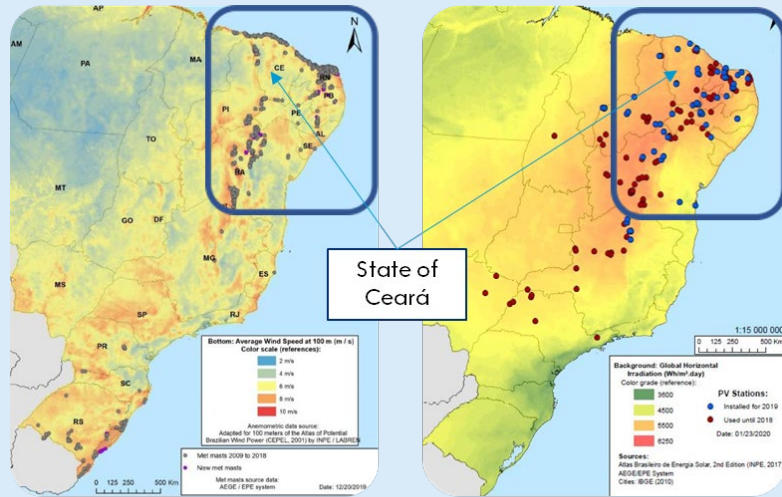 AP
N
AM
PA
MA
CE
RN
PB
PI
PE
AL
TO
SE
BA
MT
GO
DF
MG
MS
ES
SP
RJ
PR
SC
RS
Bottom: Average Wind Speed at 100 m (m / s)
Color scale (references):
2 m/s
4 m/s
6 m/s
8 m/s
10 m/s
Anemometric data source:
Adapted for 100 meters of the Atlas of Potential
Brazilian Wind Power (CEPEL, 2001) by INPE / LABREN
Met masts 2009 to 2018
New met masts
Met masts source data:
AEGE / EPE system
Date: 12/20/2019
0 125 250 500 Km
State of
Ceará
1:15 000 000
0 125 250 500 Km
Background: Global Horizontal
Irradiation (Wh/m².day)
Color grade (reference):
3500
4500
5500
6250
PV Stations:
Installed for 2019
Used until 2018
Date: 01/23/2020
Sources:
Atlas Brasileiro de Energia Solar, 2nd Edition (INPE, 2017)
AEGE/EPE System
Cities: IBGE (2010)